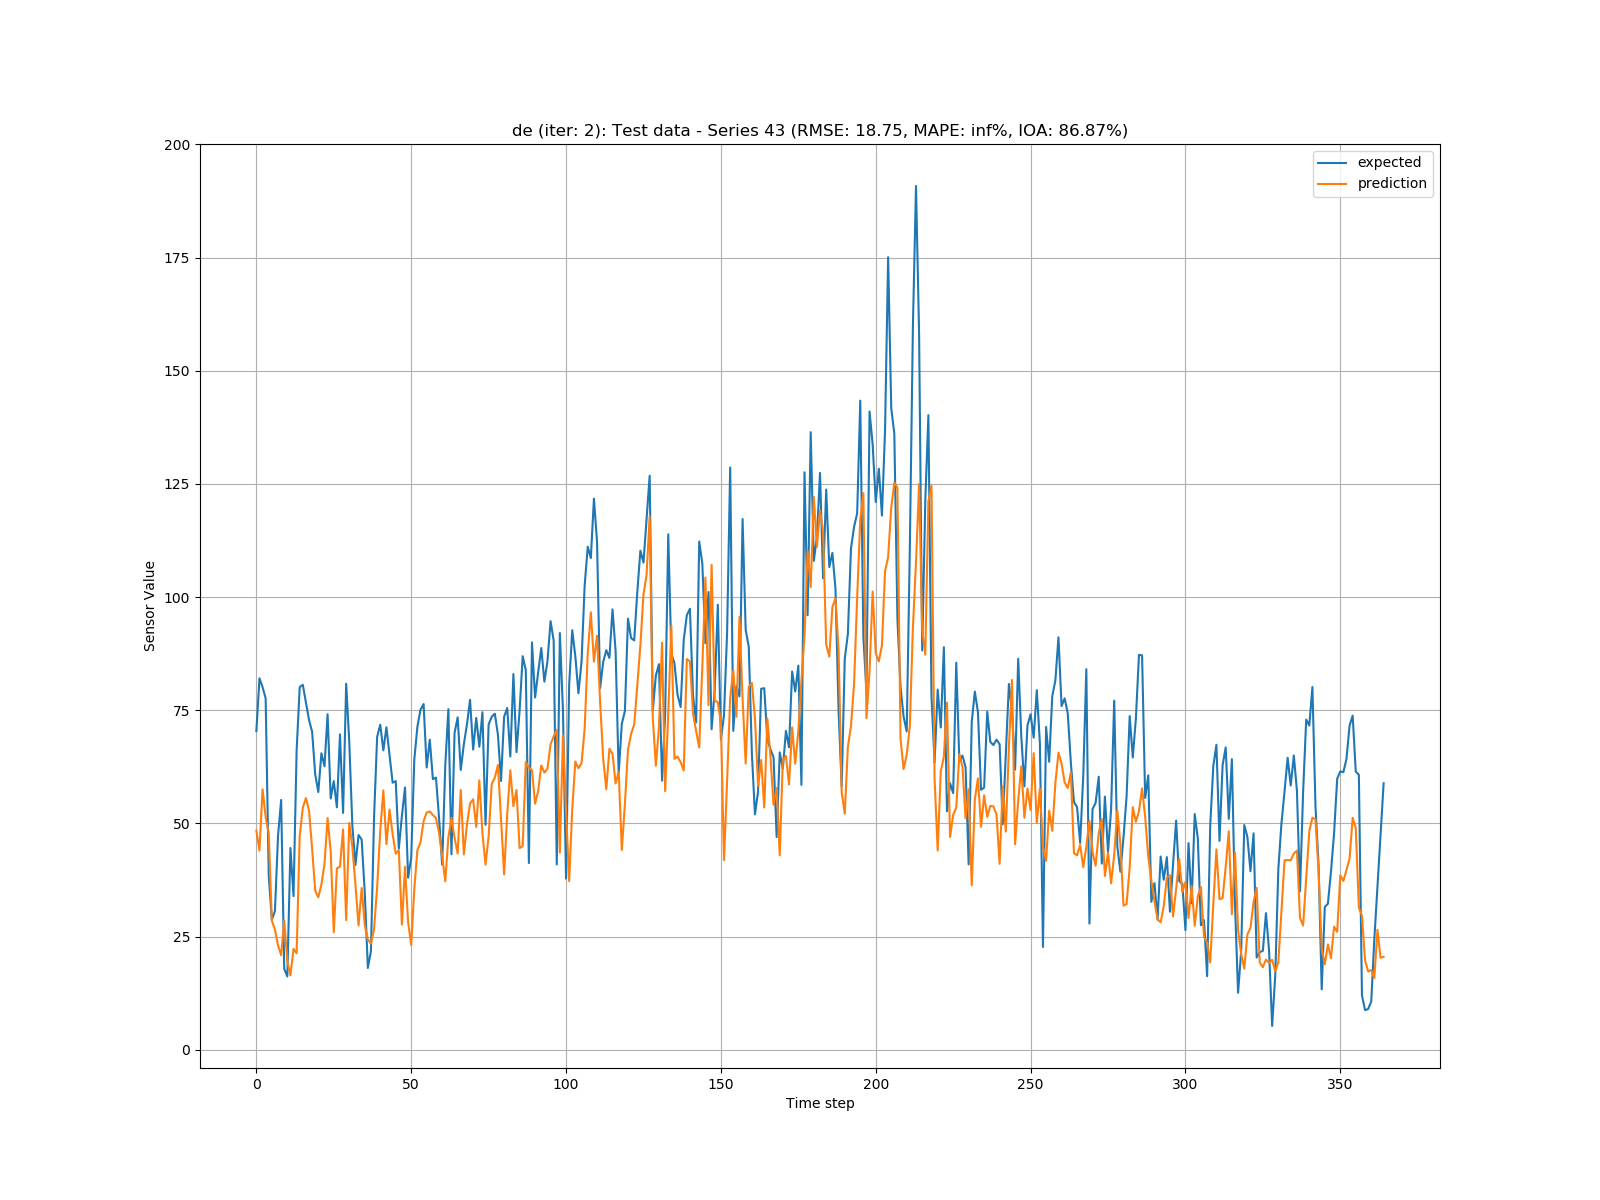 de (iter: 2): Test data - Series 43 (RMSE: 18.75, MAPE: inf%, IOA: 86.87%)
expected
prediction
Sensor Value
200
175
150
125
100
75
50
25
0
0 50 100 150 200 250 300 350
Time step